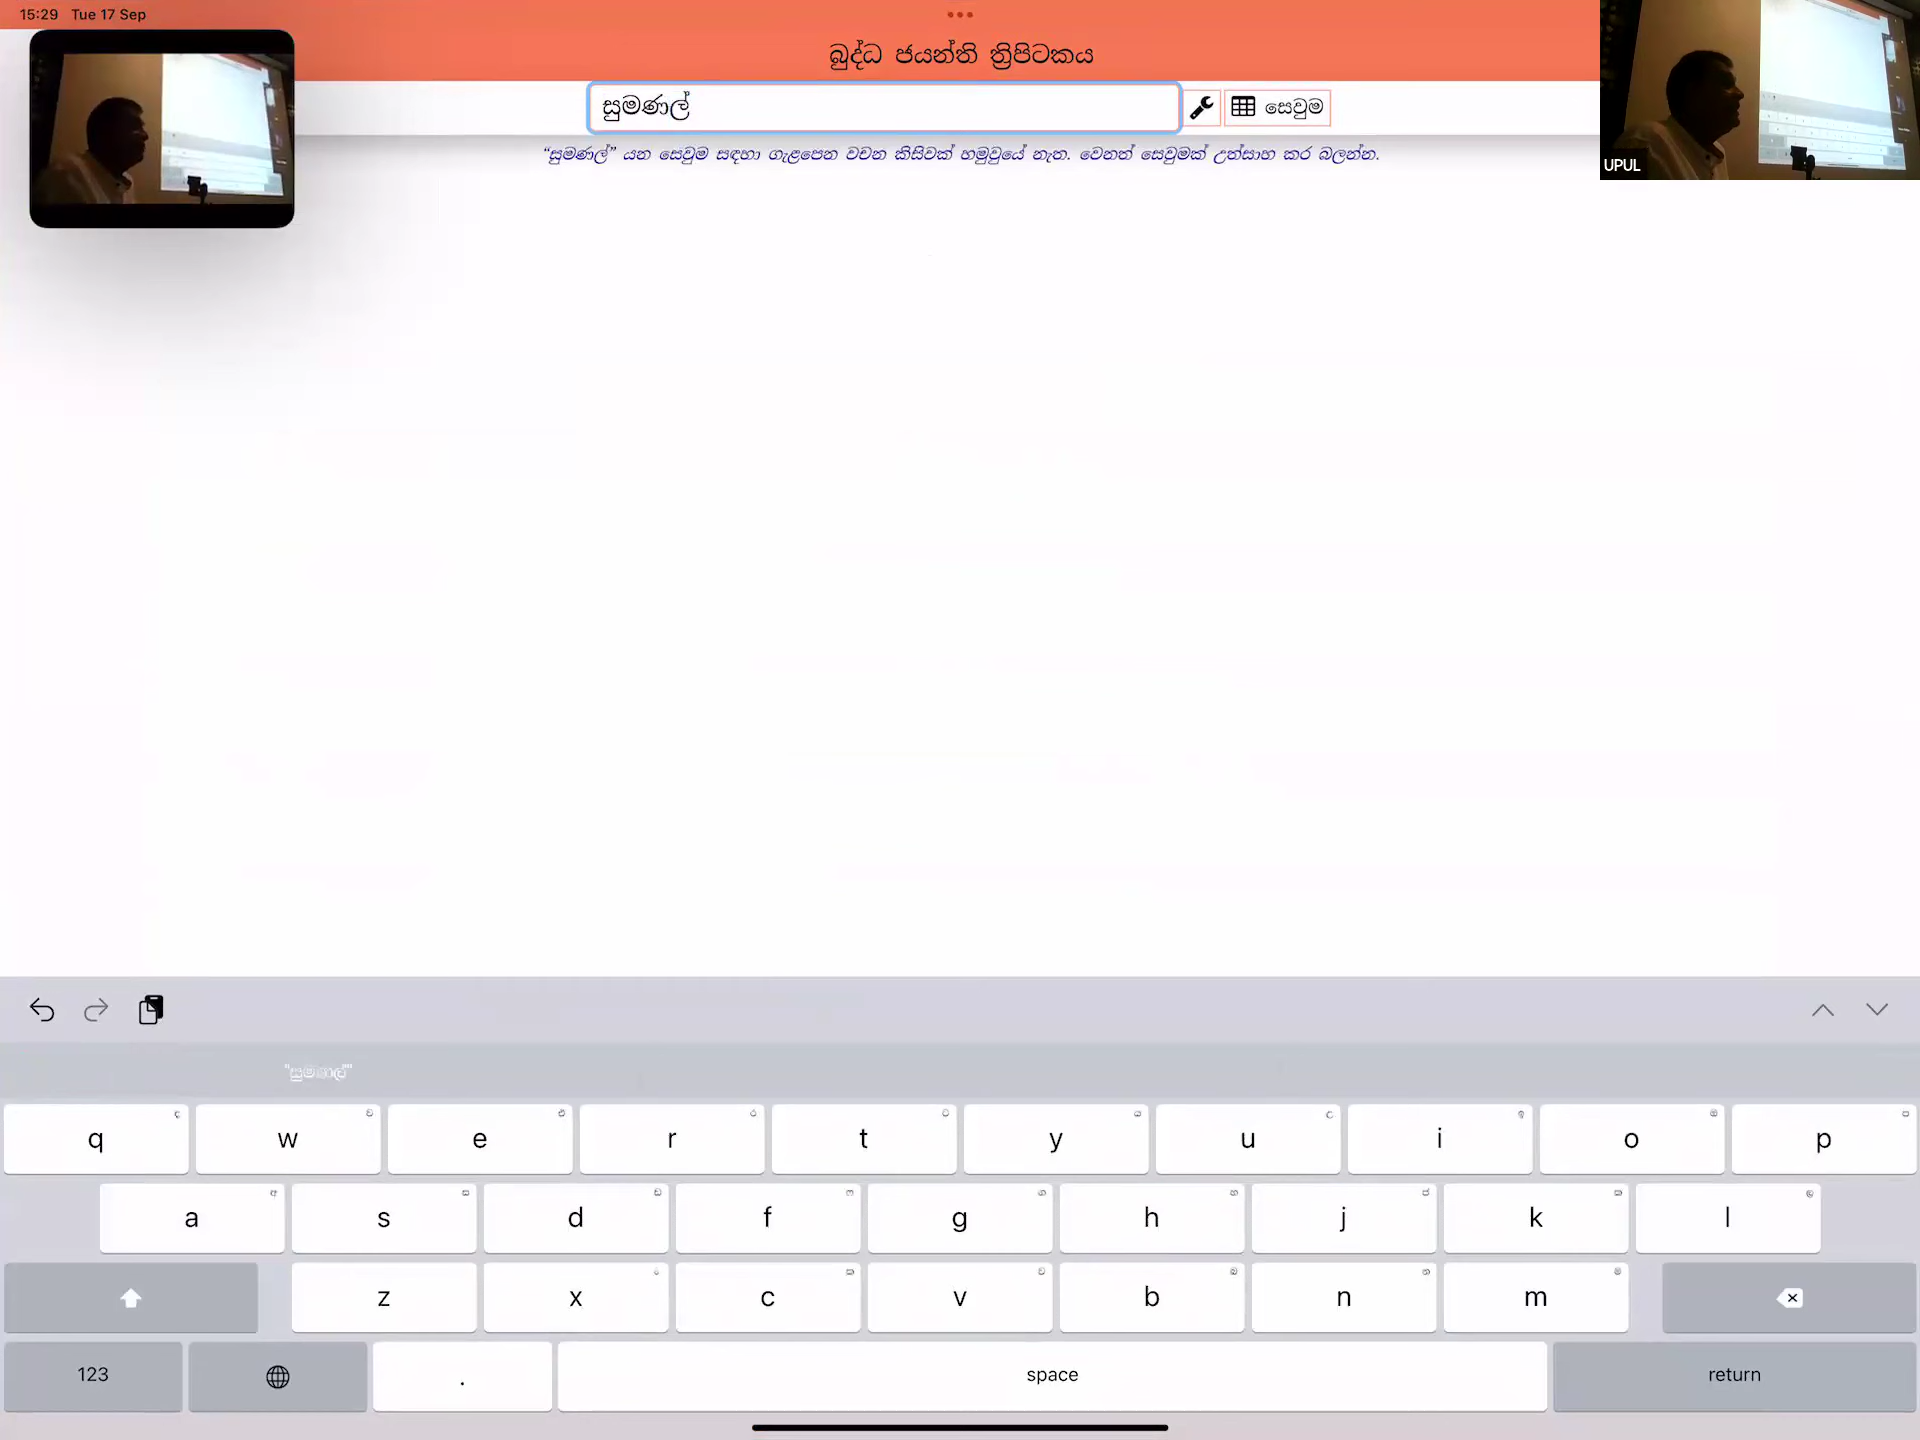 15:29 Tue 17 Sep
බුද්ධ ජයන්ති ත්‍රිපිටකය
සුමණල්
සෙවුම
UPUL
“සුමණල්” යන සෙවුම සඳහා ගැළපෙන වචන කිසිවක් හමුවුයේ නැත. වෙනත් සෙවුමක් උත්සාහ කර බලන්න.
"සුමණල්"
q w e r t y u i o p
a s d f g h j k l
z x c v b n m
123 . space return